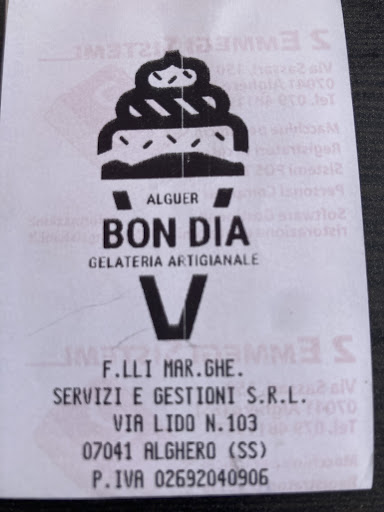 ALGUER
BON DIA
GELATERIA ARTIGIANALE
F.LLI MAR.GHE.
SERVIZI E GESTIONI S.R.L.
VIA LIDO N.103
07041 ALGHERO (SS)
P.IVA 02692040906